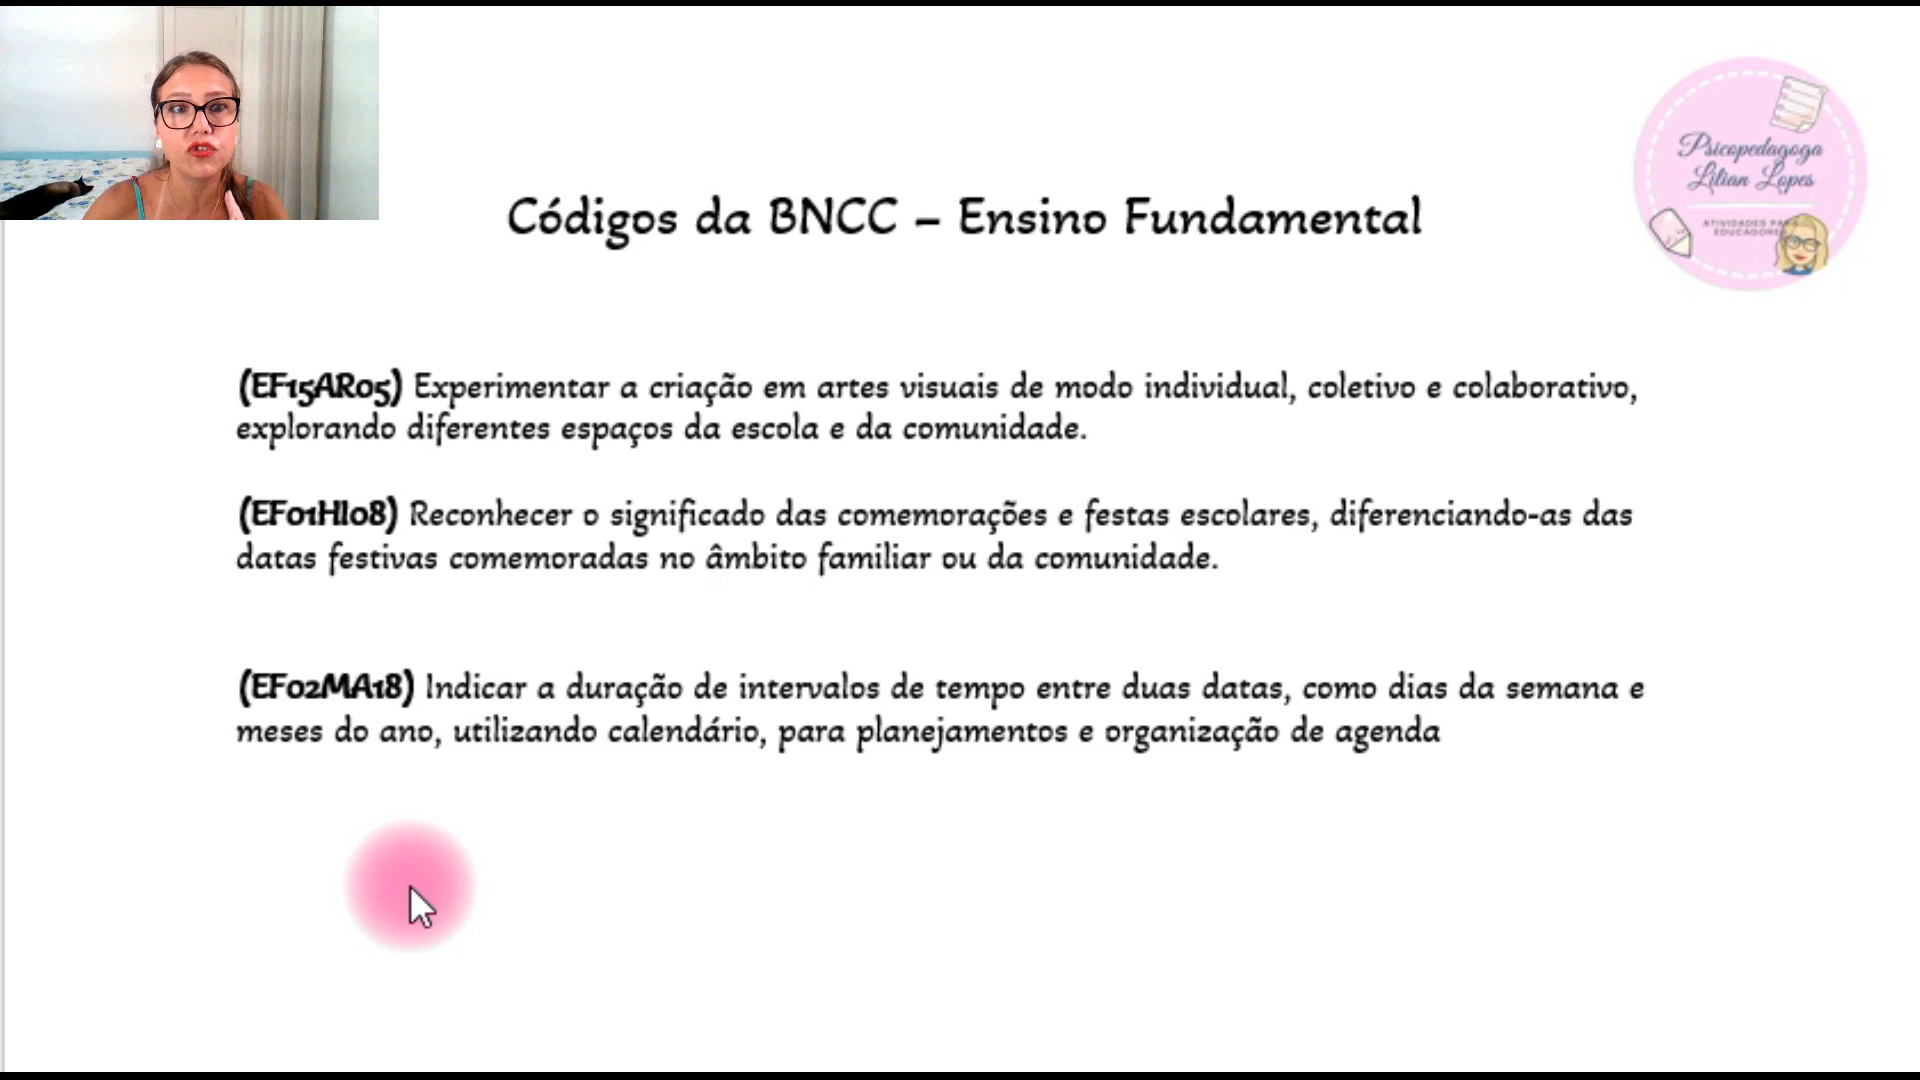 Psicopedagoga
Lilian Lopes
ATIVIDADES PARA
EDUCADORES
Códigos da BNCC – Ensino Fundamental
(EF15AR05) Experimentar a criação em artes visuais de modo individual, coletivo e colaborativo,
explorando diferentes espaços da escola e da comunidade.
(EF01HI08) Reconhecer o significado das comemorações e festas escolares, diferenciando-as das
datas festivas comemoradas no âmbito familiar ou da comunidade.
(EF02MA18) Indicar a duração de intervalos de tempo entre duas datas, como dias da semana e
meses do ano, utilizando calendário, para planejamentos e organização de agenda